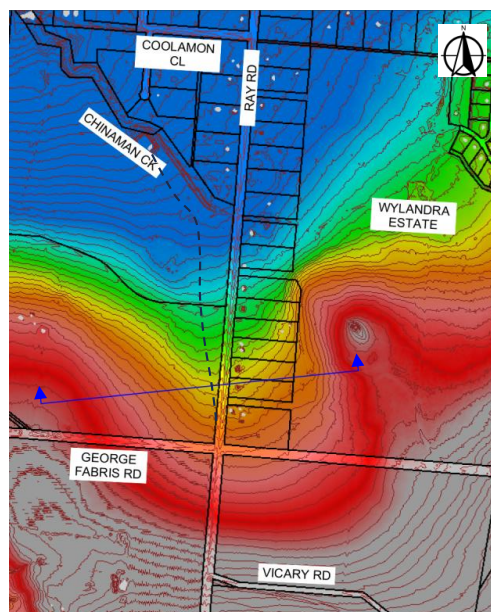 N
COOLAMON
CL
RAY RD
CHINAMAN CK
WYLANDRA
ESTATE
GEORGE
FABRIS RD
VICARY RD